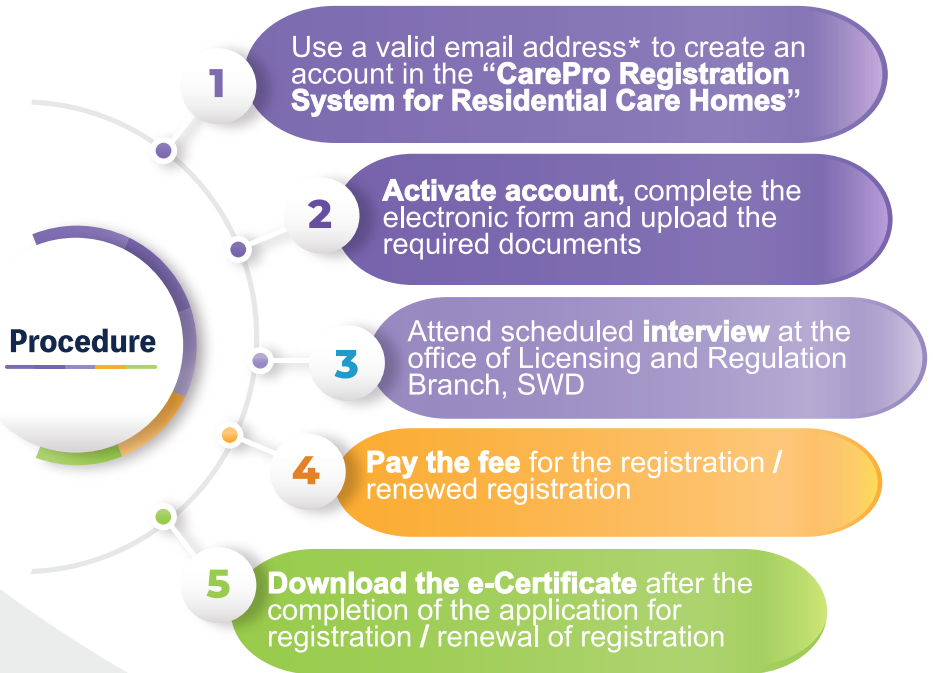 Procedure
1
Use a valid email address* to create an
account in the “CarePro Registration
System for Residential Care Homes”
2
Activate account, complete the
electronic form and upload the
required documents
3
Attend scheduled interview at the
office of Licensing and Regulation
Branch, SWD
4
Pay the fee for the registration /
renewed registration
5
Download the e-Certificate after the
completion of the application for
registration / renewal of registration